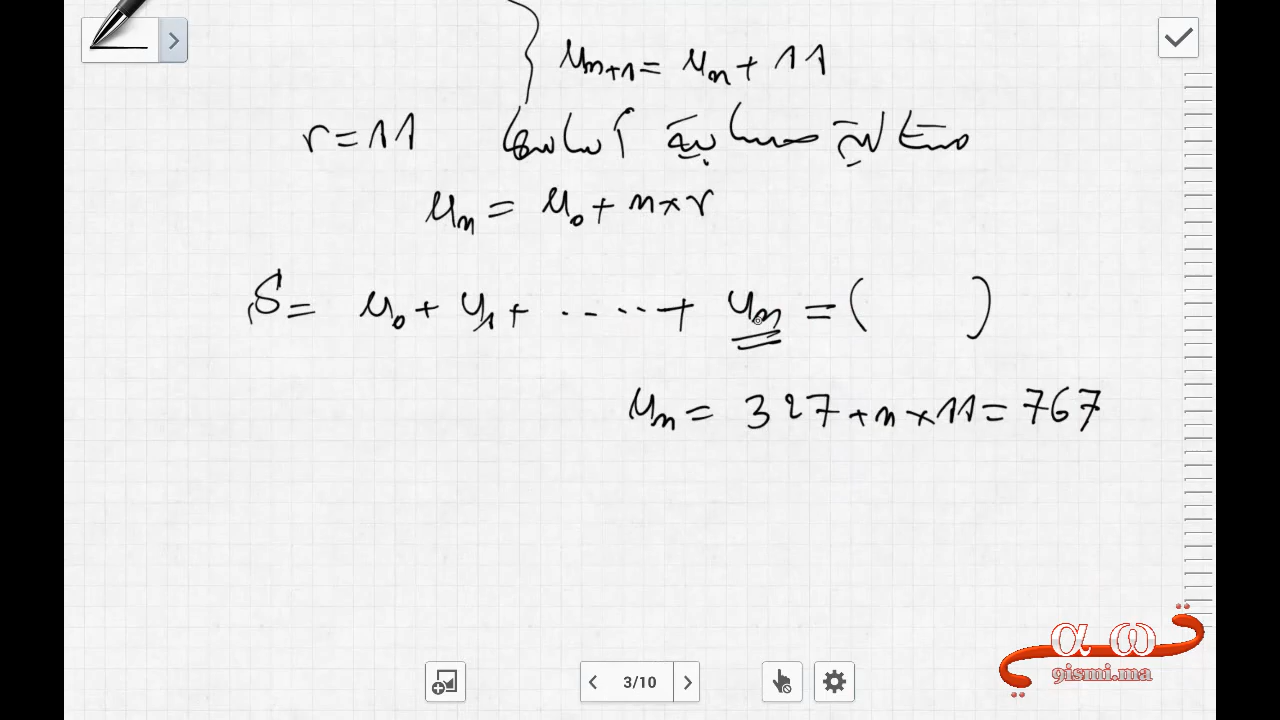 u_{n+1} = u_n + 11
متتالية حسابية أساسها r = 11
u_n = u_0 + n × r
S = u_0 + u_1 + ...... + u_n = (          )
u_n = 327 + n × 11 = 767
α ω
9ismi.ma
3/10